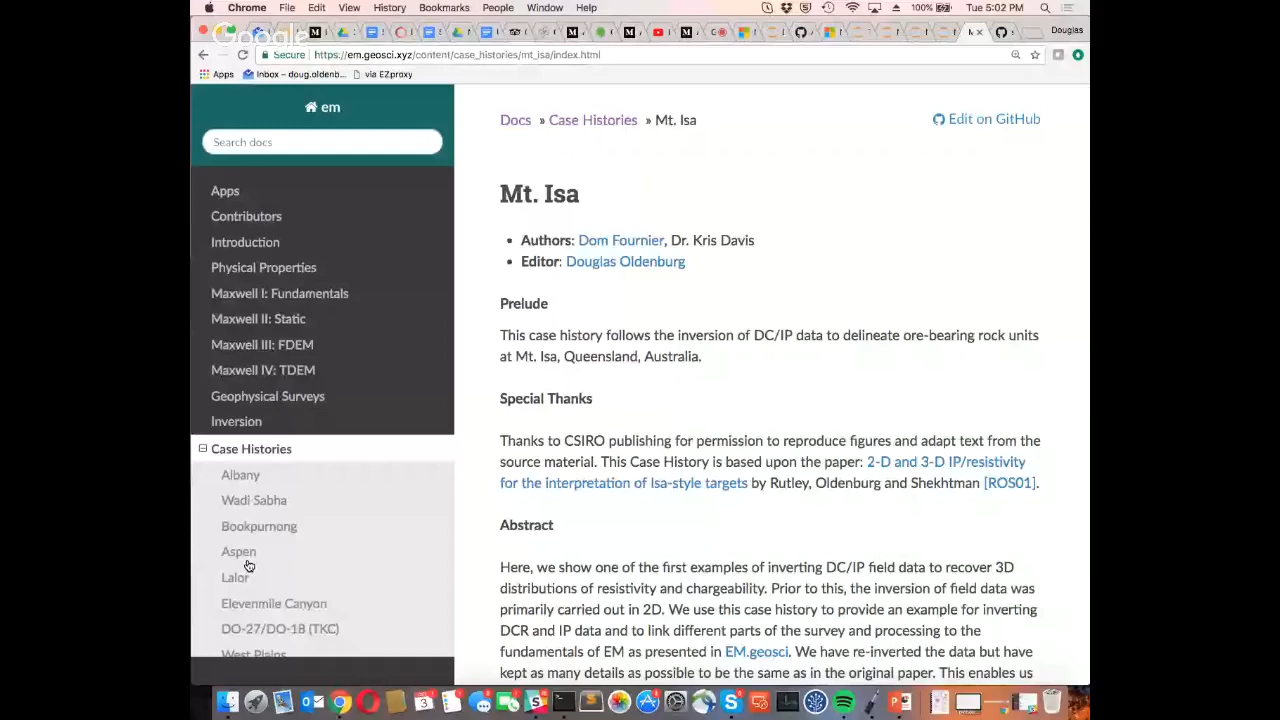 Chrome File Edit View History Bookmarks People Window Help 100% Tue 5:02 PM
Google
Douglas
Secure https://em.geosci.xyz/content/case_histories/mt_isa/index.html
Apps Inbox - doug.oldenb... via EZproxy
em
Search docs
Apps
Contributors
Introduction
Physical Properties
Maxwell I: Fundamentals
Maxwell II: Static
Maxwell III: FDEM
Maxwell IV: TDEM
Geophysical Surveys
Inversion
Case Histories
Albany
Wadi Sabha
Bookpurnong
Aspen
Lalor
Elevenmile Canyon
DO-27/DO-18 (TKC)
West Plains
Docs » Case Histories » Mt. Isa
Edit on GitHub
Mt. Isa
• Authors: Dom Fournier, Dr. Kris Davis
• Editor: Douglas Oldenburg
Prelude
This case history follows the inversion of DC/IP data to delineate ore-bearing rock units
at Mt. Isa, Queensland, Australia.
Special Thanks
Thanks to CSIRO publishing for permission to reproduce figures and adapt text from the
source material. This Case History is based upon the paper: 2-D and 3-D IP/resistivity
for the interpretation of Isa-style targets by Rutley, Oldenburg and Shekhtman [ROS01].
Abstract
Here, we show one of the first examples of inverting DC/IP field data to recover 3D
distributions of resistivity and chargeability. Prior to this, the inversion of field data was
primarily carried out in 2D. We use this case history to provide an example for inverting
DCR and IP data and to link different parts of the survey and processing to the
fundamentals of EM as presented in EM.geosci. We have re-inverted the data but have
kept as many details as possible to be the same as in the original paper. This enables us